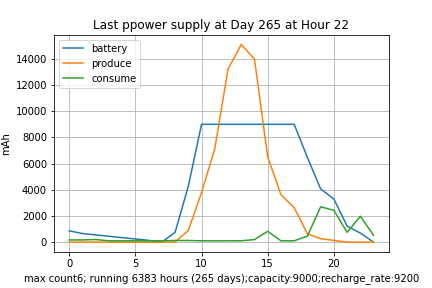 Last ppower supply at Day 265 at Hour 22
battery
produce
consume
14000
12000
10000
8000
6000
4000
2000
0
mAh
0 5 10 15 20
max count6; running 6383 hours (265 days);capacity:9000;recharge_rate:9200